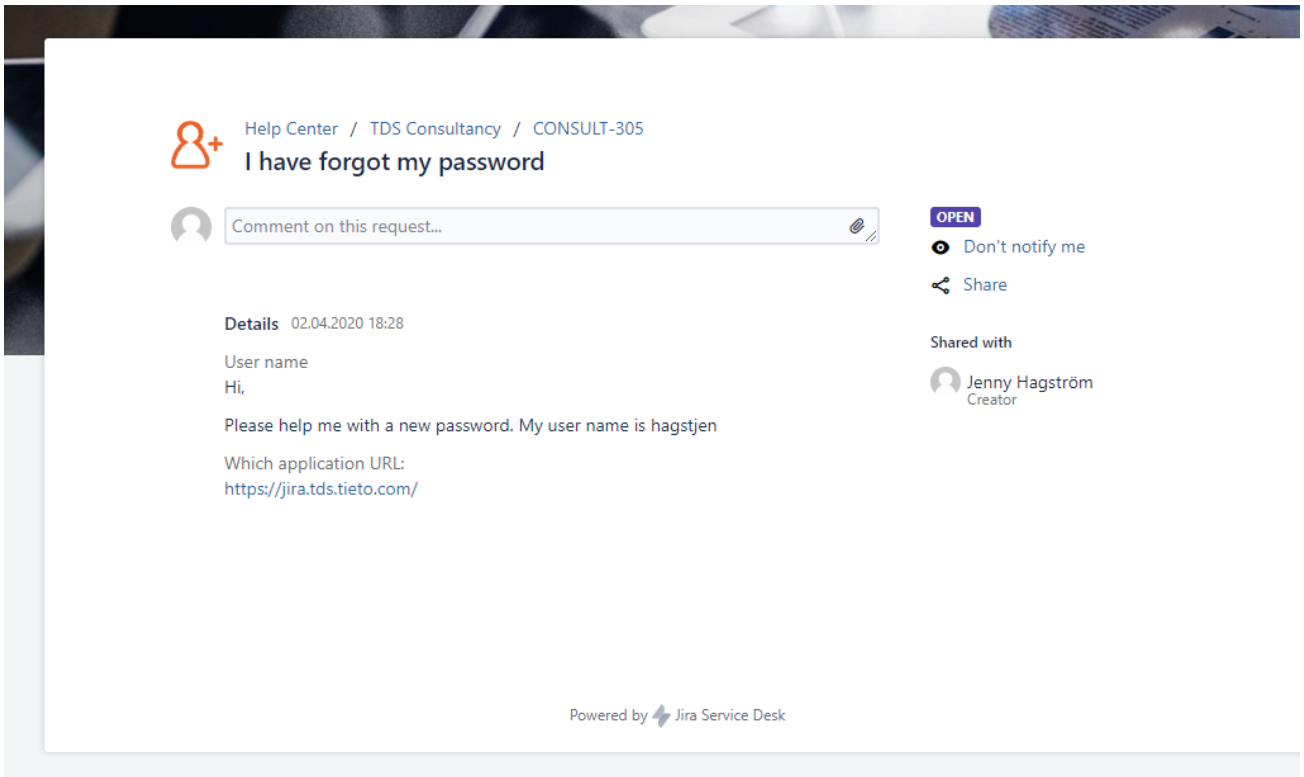 Help Center / TDS Consultancy / CONSULT-305
I have forgot my password
Comment on this request...
OPEN
Don't notify me
Share
Details 02.04.2020 18:28
User name
Hi,
Please help me with a new password. My user name is hagstjen
Which application URL:
https://jira.tds.tieto.com/
Shared with
Jenny Hagström
Creator
Powered by Jira Service Desk